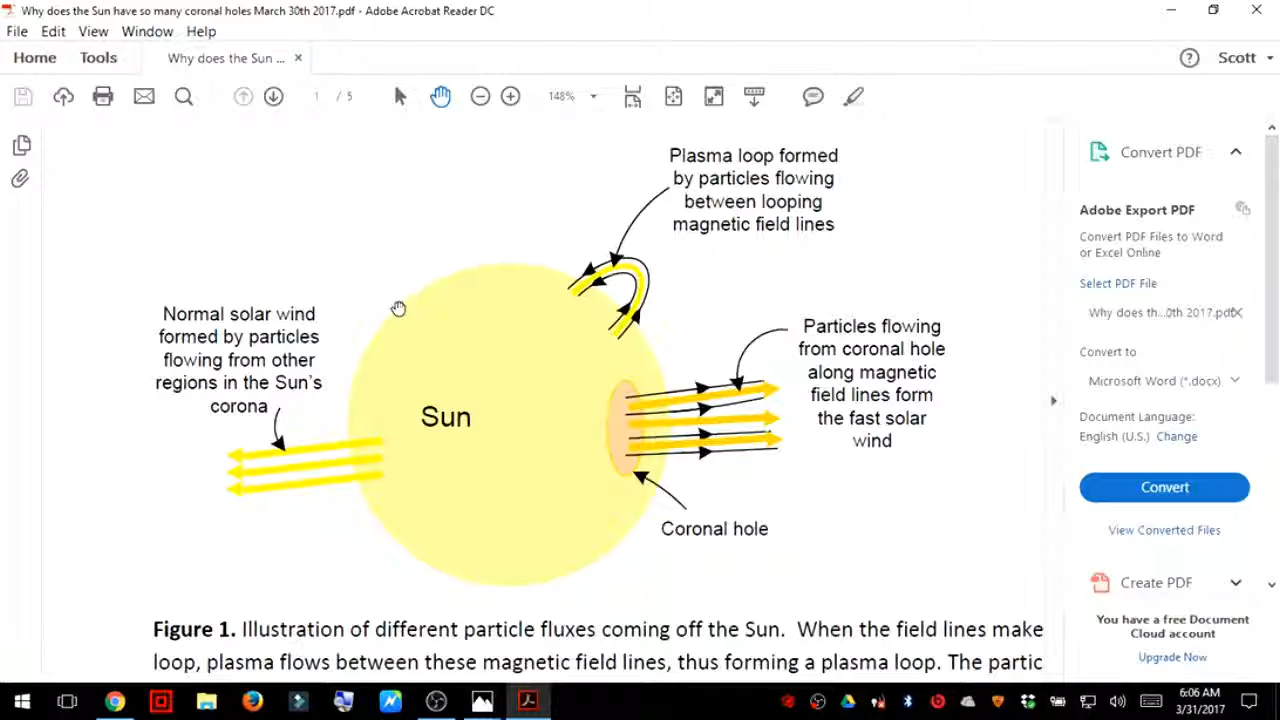 Why does the Sun have so many coronal holes March 30th 2017.pdf - Adobe Acrobat Reader DC
File Edit View Window Help
Home Tools Why does the Sun ... × Scott
1 / 5 148%
Plasma loop formed
by particles flowing
between looping
magnetic field lines
Normal solar wind
formed by particles
flowing from other
regions in the Sun's
corona
Sun
Particles flowing
from coronal hole
along magnetic
field lines form
the fast solar
wind
Coronal hole
Figure 1. Illustration of different particle fluxes coming off the Sun. When the field lines make
loop, plasma flows between these magnetic field lines, thus forming a plasma loop. The partic
Convert PDF
Adobe Export PDF
Convert PDF Files to Word
or Excel Online
Select PDF File
Why does th...0th 2017.pdf
Convert to
Microsoft Word (*.docx)
Document Language:
English (U.S.) Change
Convert
View Converted Files
Create PDF
You have a free Document
Cloud account
Upgrade Now
6:06 AM
3/31/2017